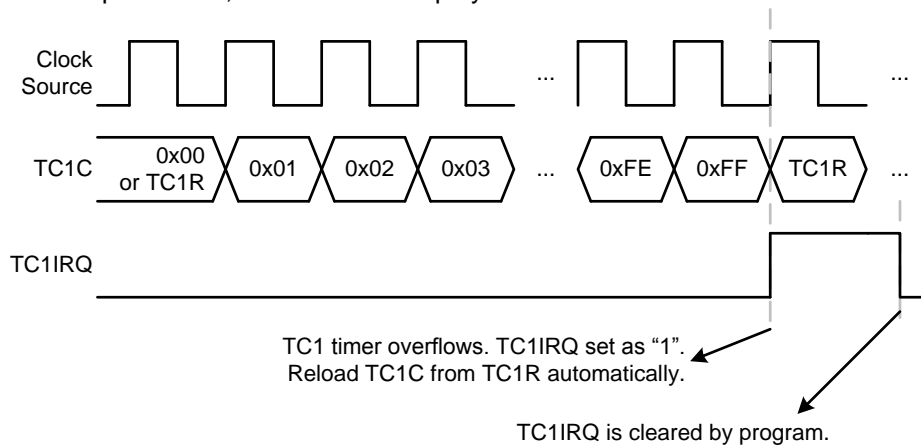 Clock
Source
...
...
TC1C
0x00
or TC1R
0x01
0x02
0x03
...
0xFE
0xFF
TC1R
...
TC1IRQ
TC1 timer overflows. TC1IRQ set as “1”.
Reload TC1C from TC1R automatically.
TC1IRQ is cleared by program.